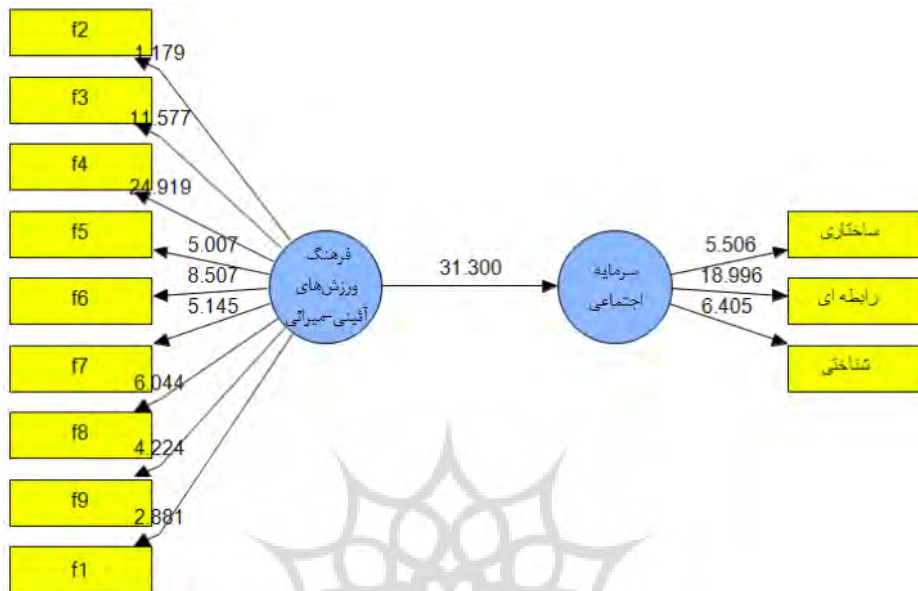 f2
1.179
f3
11.577
f4
24.919
f5
5.007
f6
8.507
5.145
f7
6.044
f8
4.224
f9
2.881
f1
فرهنگ
ورزش‌های
آئینی-میراثی
31.300
سرمایه
اجتماعی
5.506
ساختاری
18.996
رابطه ای
6.405
شناختی